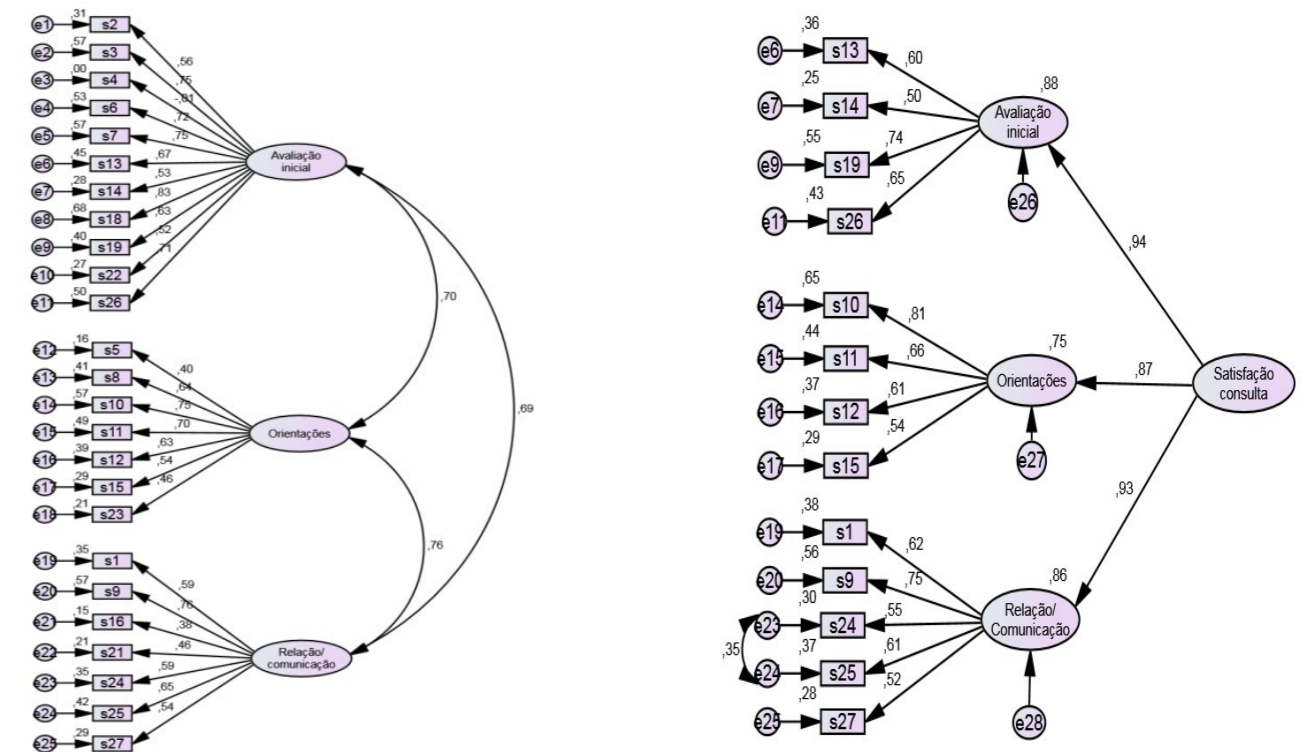 ,31
e1 s2
,57
e2 s3
,00
e3 s4
,53
e4 s6
,57
e5 s7
,45
e6 s13
,28
e7 s14
,68
e8 s18
,40
e9 s19
,27
e10 s22
,50
e11 s26
,56
,75
-,01
,72
,75
,67
,53
,83
,63
,52
,71
Avaliação
inicial
,16
e12 s5
,41
e13 s8
,57
e14 s10
,49
e15 s11
,39
e16 s12
,29
e17 s15
,21
e18 s23
,40
,64
,75
,70
,63
,54
,46
Orientações
,35
e19 s1
,57
e20 s9
,15
e21 s16
,21
e22 s21
,35
e23 s24
,42
e24 s25
,29
e25 s27
,59
,76
,38
,46
,59
,65
,54
Relação/
comunicação
,70
,69
,76
,36
e6 s13
,25
e7 s14
,55
e9 s19
,43
e11 s26
,60
,50
,74
,65
,88
Avaliação
inicial
e26
,65
e14 s10
,44
e15 s11
,37
e16 s12
,29
e17 s15
,81
,66
,61
,54
,75
Orientações
e27
,38
e19 s1
,56
e20 s9
,30
e23 s24
,37
e24 s25
,28
e25 s27
,35
,62
,75
,55
,61
,52
,86
Relação/
Comunicação
e28
,94
,87
,93
Satisfação
consulta